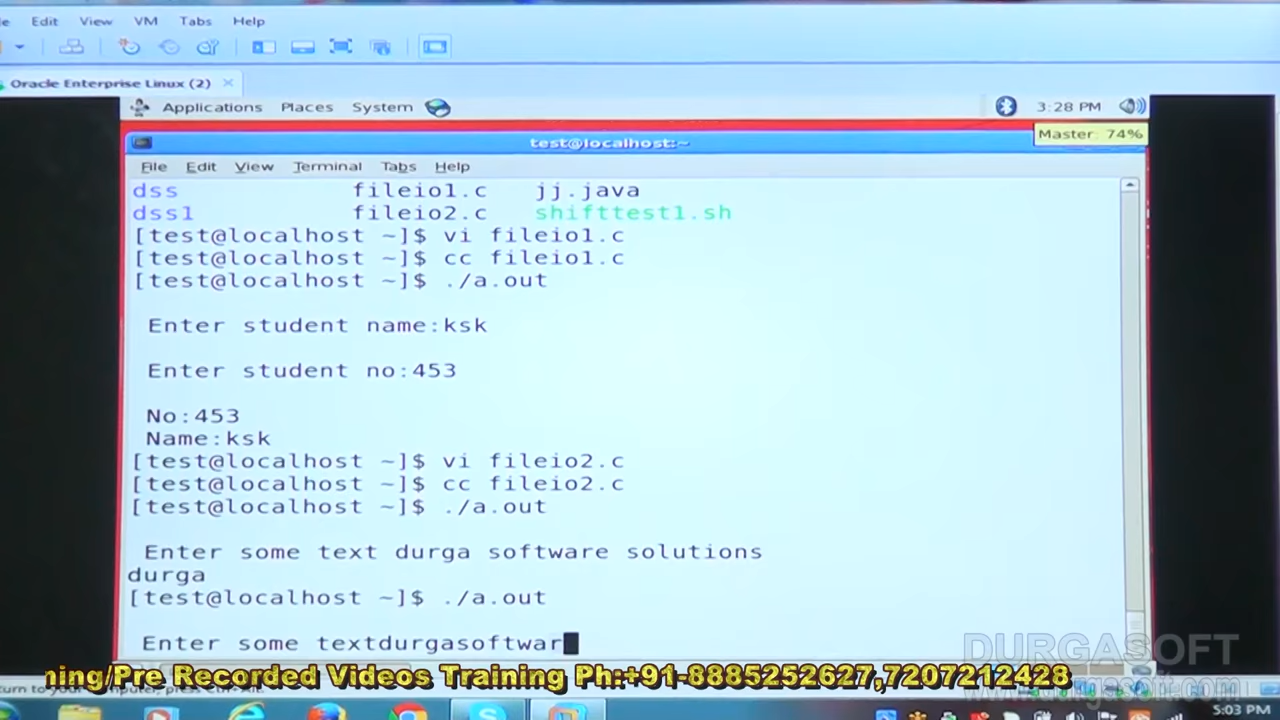 Edit View VM Tabs Help
Oracle Enterprise Linux (2) ×
Applications Places System 3:28 PM
Master: 74%
test@localhost:~
File Edit View Terminal Tabs Help
dss fileio1.c jj.java
dss1 fileio2.c shifttest1.sh
[test@localhost ~]$ vi fileio1.c
[test@localhost ~]$ cc fileio1.c
[test@localhost ~]$ ./a.out
Enter student name:ksk
Enter student no:453
No:453
Name:ksk
[test@localhost ~]$ vi fileio2.c
[test@localhost ~]$ cc fileio2.c
[test@localhost ~]$ ./a.out
Enter some text durga software solutions
durga
[test@localhost ~]$ ./a.out
Enter some textdurgasoftwar
DURGASOFT
ning/Pre Recorded Videos Training Ph:+91-8885252627,7207212428
www.durgasoft.com
5:03 PM